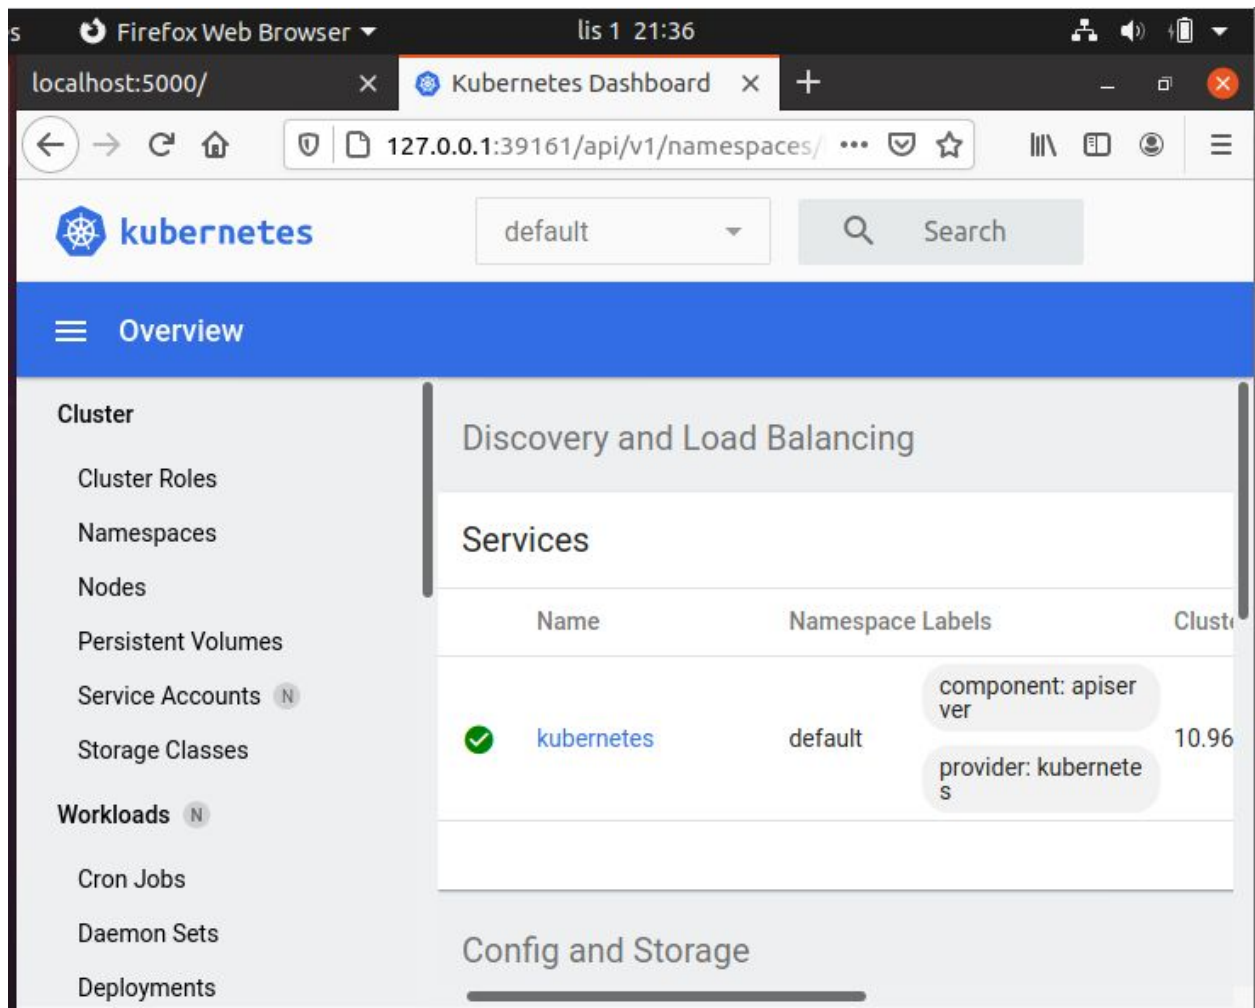 s Firefox Web Browser lis 1 21:36
localhost:5000/ Kubernetes Dashboard
127.0.0.1:39161/api/v1/namespaces/
kubernetes default Search
Overview
Cluster
Cluster Roles
Namespaces
Nodes
Persistent Volumes
Service Accounts N
Storage Classes
Workloads N
Cron Jobs
Daemon Sets
Deployments
Discovery and Load Balancing
Services
Name Namespace Labels Cluste
kubernetes default component: apiser
ver
provider: kubernete
s
10.96
Config and Storage